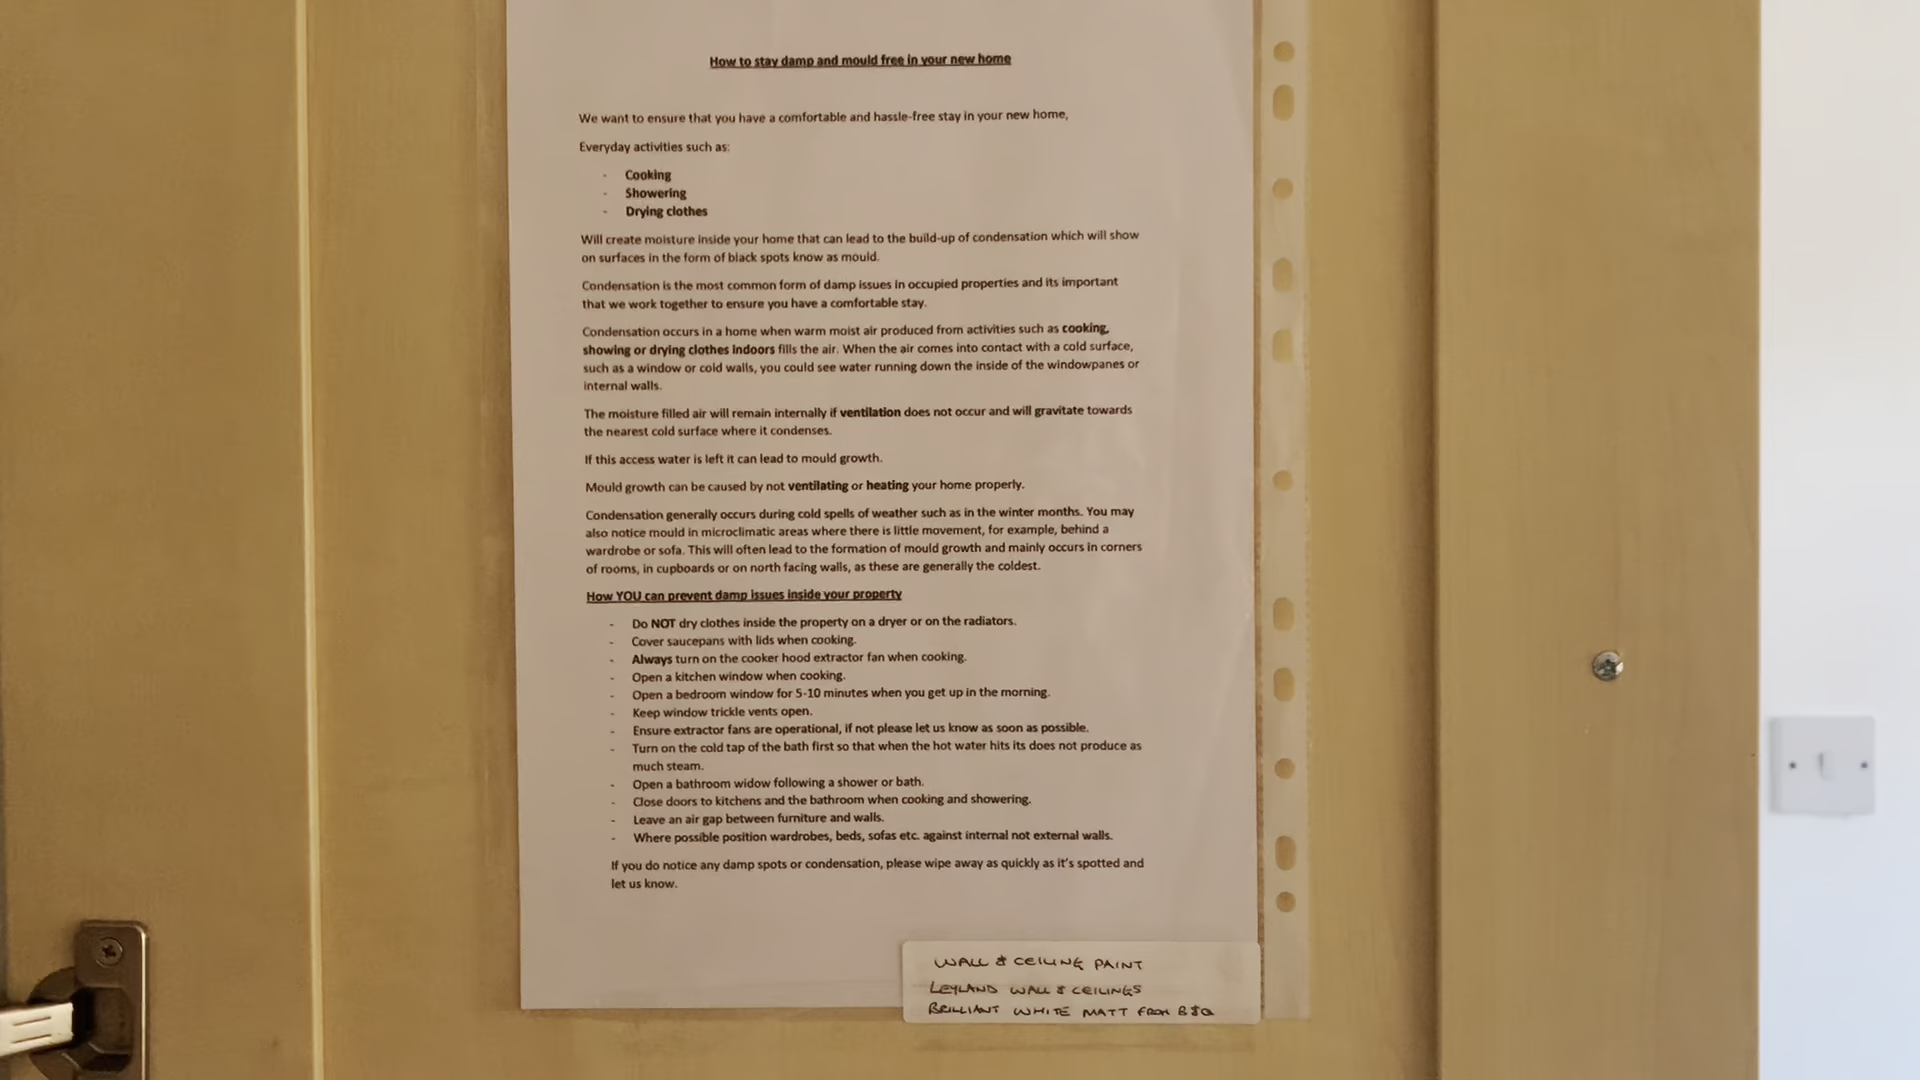 How to stay damp and mould free in your new home
We want to ensure that you have a comfortable and hassle-free stay in your new home,
Everyday activities such as:
- Cooking
- Showering
- Drying clothes
Will create moisture inside your home that can lead to the build-up of condensation which will show
on surfaces in the form of black spots know as mould.
Condensation is the most common form of damp issues in occupied properties and its important
that we work together to ensure you have a comfortable stay.
Condensation occurs in a home when warm moist air produced from activities such as cooking,
showing or drying clothes indoors fills the air. When the air comes into contact with a cold surface,
such as a window or cold walls, you could see water running down the inside of the windowpanes or
internal walls.
The moisture filled air will remain internally if ventilation does not occur and will gravitate towards
the nearest cold surface where it condenses.
If this access water is left it can lead to mould growth.
Mould growth can be caused by not ventilating or heating your home properly.
Condensation generally occurs during cold spells of weather such as in the winter months. You may
also notice mould in microclimatic areas where there is little movement, for example, behind a
wardrobe or sofa. This will often lead to the formation of mould growth and mainly occurs in corners
of rooms, in cupboards or on north facing walls, as these are generally the coldest.
How YOU can prevent damp issues inside your property
- Do NOT dry clothes inside the property on a dryer or on the radiators.
- Cover saucepans with lids when cooking.
- Always turn on the cooker hood extractor fan when cooking.
- Open a kitchen window when cooking.
- Open a bedroom window for 5-10 minutes when you get up in the morning.
- Keep window trickle vents open.
- Ensure extractor fans are operational, if not please let us know as soon as possible.
- Turn on the cold tap of the bath first so that when the hot water hits its does not produce as
much steam.
- Open a bathroom widow following a shower or bath.
- Close doors to kitchens and the bathroom when cooking and showering.
- Leave an air gap between furniture and walls.
- Where possible position wardrobes, beds, sofas etc. against internal not external walls.
If you do notice any damp spots or condensation, please wipe away as quickly as it's spotted and
let us know.
WALL & CEILING PAINT
LEYLAND WALL & CEILINGS
BRILLIANT WHITE MATT FROM B&Q